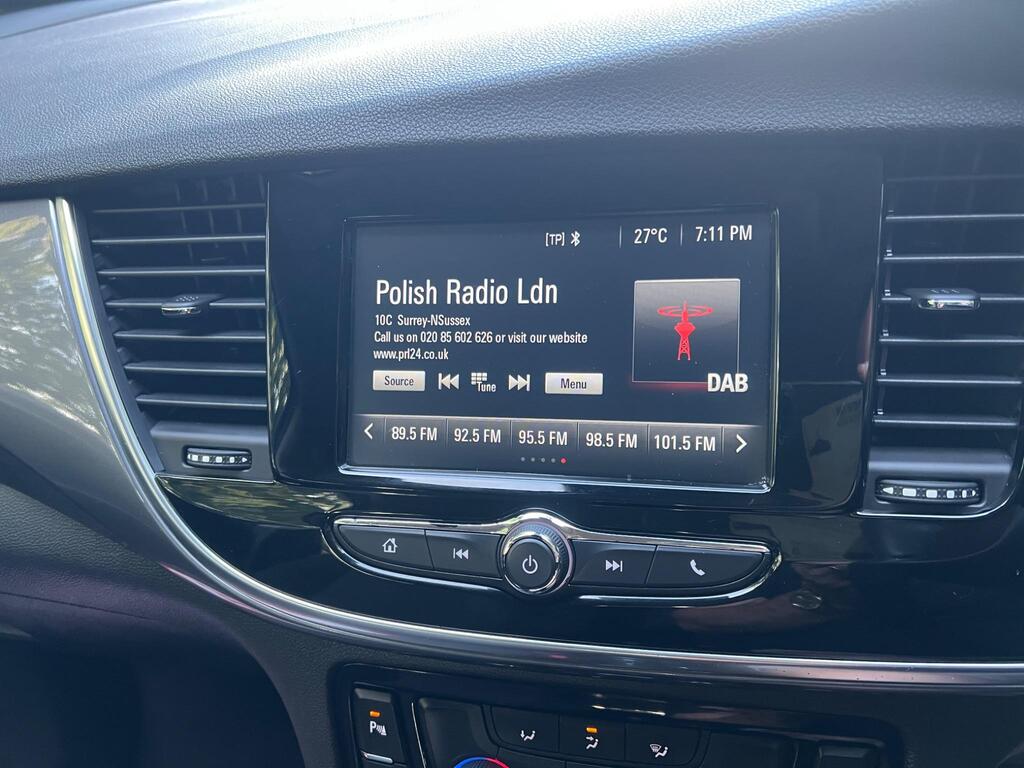 [TP] 27°C 7:11 PM
Polish Radio Ldn
10C Surrey-NSussex
Call us on 020 85 602 626 or visit our website
www.prl24.co.uk
Source Tune Menu
DAB
89.5 FM 92.5 FM 95.5 FM 98.5 FM 101.5 FM
P